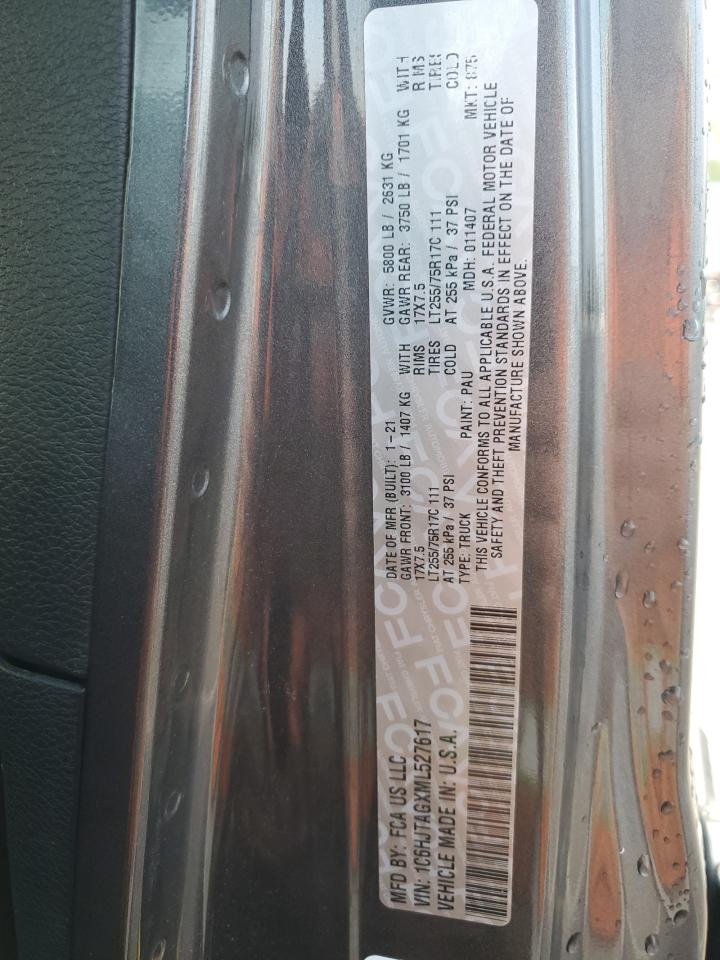 MFD BY: FCA US LLC
VIN: 1C6HJTAGXML527617
VEHICLE MADE IN: U.S.A.
DATE OF MFR (BUILT): 1-21 GVWR: 5800 LB / 2631 KG
GAWR FRONT: 3100 LB / 1407 KG WITH GAWR REAR: 3750 LB / 1701 KG WITH
17X7.5 RIMS 17X7.5 RIMS
LT255/75R17C 111 TIRES LT255/75R17C 111 TIRES
AT 255 kPa / 37 PSI COLD AT 255 kPa / 37 PSI COLD
TYPE: TRUCK PAINT: PAU MDH: 011407 MKT: 875
THIS VEHICLE CONFORMS TO ALL APPLICABLE U.S.A. FEDERAL MOTOR VEHICLE
SAFETY AND THEFT PREVENTION STANDARDS IN EFFECT ON THE DATE OF
MANUFACTURE SHOWN ABOVE.